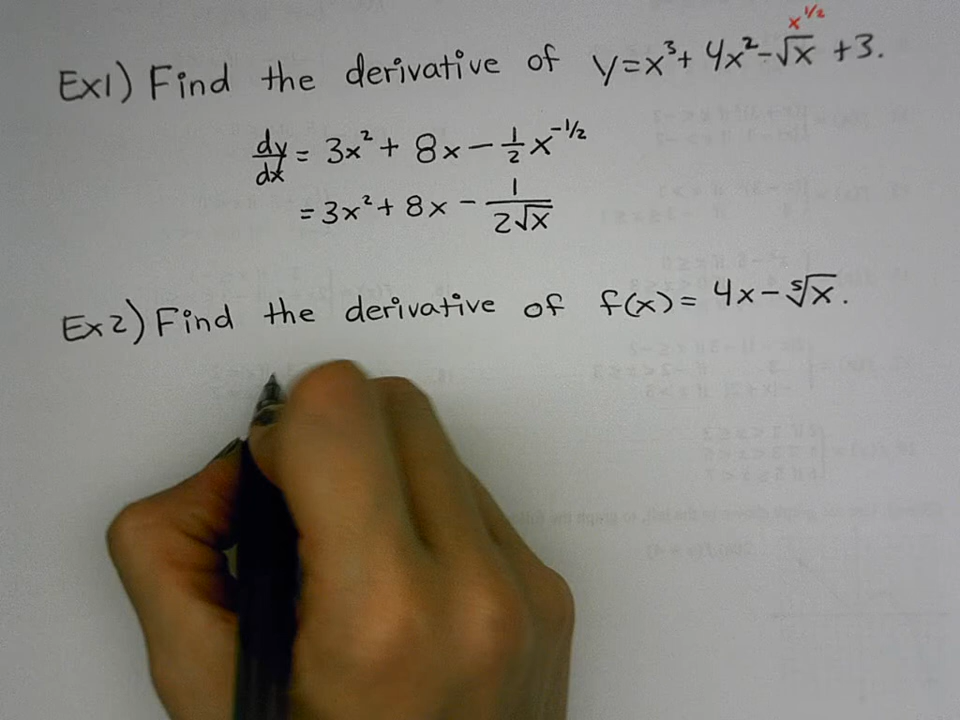 x^1/2
Ex1) Find the derivative of y=x³+ 4x²-√x +3.
dy/dx = 3x² + 8x - 1/2 x^-1/2
= 3x² + 8x - 1/2√x
Ex2) Find the derivative of f(x) = 4x - ⁵√x.